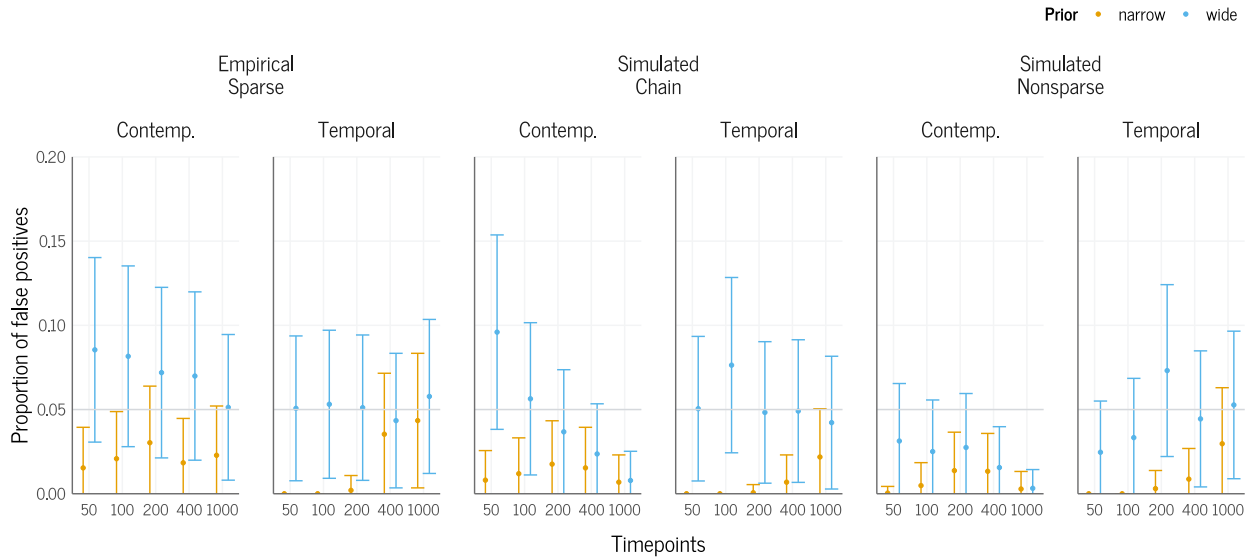 Prior narrow wide
Empirical
Sparse
Simulated
Chain
Simulated
Nonsparse
Contemp. Temporal Contemp. Temporal Contemp. Temporal
Proportion of false positives
0.20
0.15
0.10
0.05
0.00
50 100 200 400 1000 50 100 200 400 1000 50 100 200 400 1000 50 100 200 400 1000 50 100 200 400 1000 50 100 200 400 1000
Timepoints